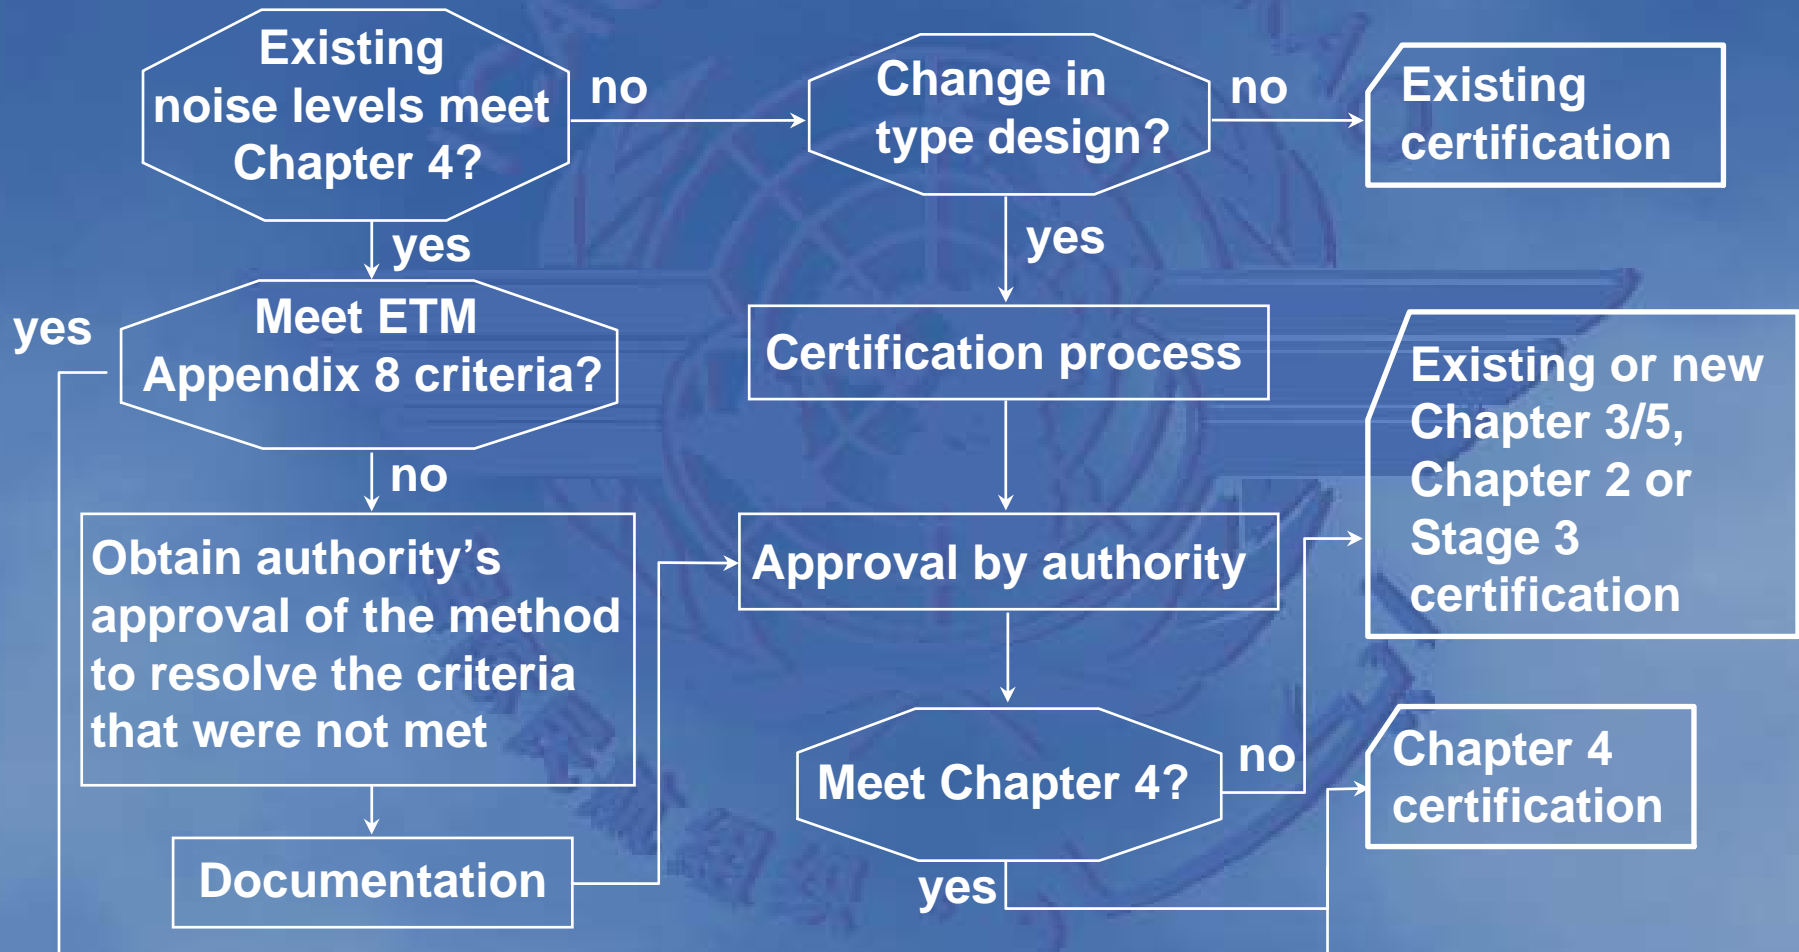 Existing
noise levels meet
Chapter 4?
no
Change in
type design?
no
Existing
certification
yes
yes
yes
Meet ETM
Appendix 8 criteria?
Certification process
Existing or new
Chapter 3/5,
Chapter 2 or
Stage 3
certification
no
Obtain authority’s
approval of the method
to resolve the criteria
that were not met
Approval by authority
Meet Chapter 4?
no
Chapter 4
certification
Documentation
yes